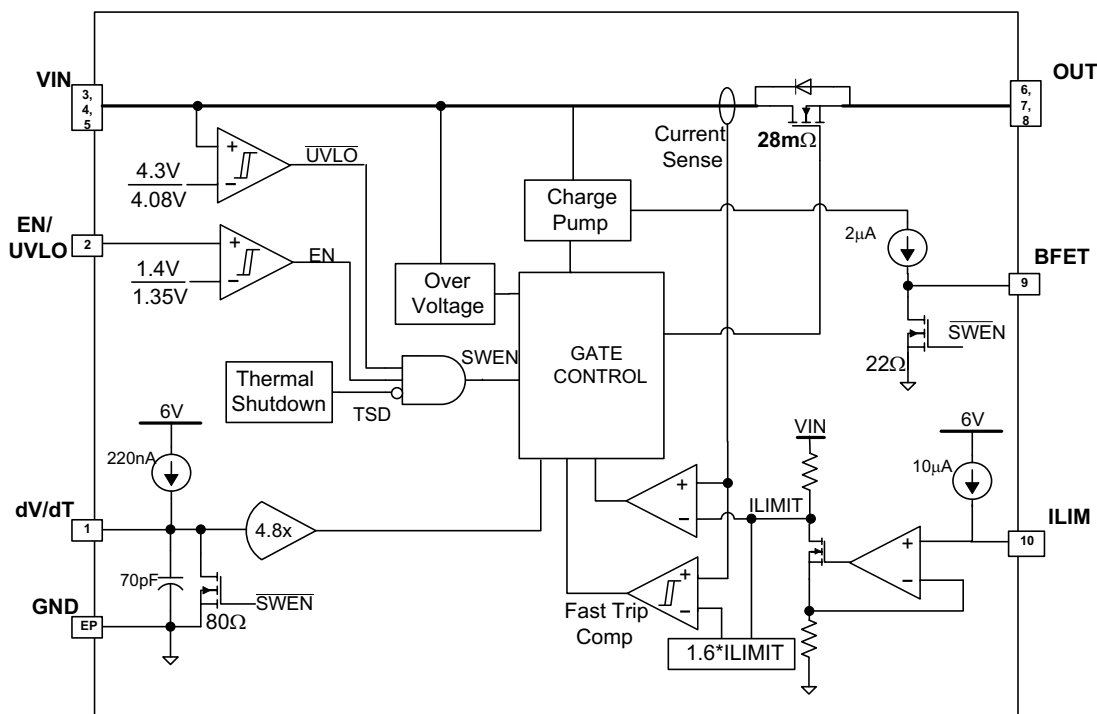 VIN
3,
4,
5
OUT
6,
7,
8
Current
Sense
28mΩ
UVLO
4.3V
4.08V
Charge
Pump
EN/
UVLO
2
EN
1.4V
1.35V
Over
Voltage
2μA
BFET
9
SWEN
22Ω
SWEN
GATE
CONTROL
Thermal
Shutdown
TSD
6V
220nA
VIN
6V
10μA
dV/dT
1
4.8x
ILIMIT
ILIM
10
70pF
SWEN
80Ω
GND
EP
Fast Trip
Comp
1.6*ILIMIT
+
−
+
−
+
−
+
−
+
−